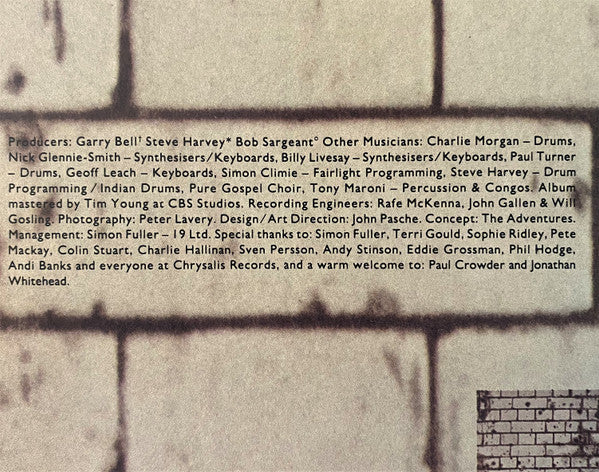 Producers: Garry Bell† Steve Harvey* Bob Sargeant° Other Musicians: Charlie Morgan – Drums,
Nick Glennie-Smith – Synthesisers/Keyboards, Billy Livesay – Synthesisers/Keyboards, Paul Turner
– Drums, Geoff Leach – Keyboards, Simon Climie – Fairlight Programming, Steve Harvey – Drum
Programming/Indian Drums, Pure Gospel Choir, Tony Maroni – Percussion & Congos. Album
mastered by Tim Young at CBS Studios. Recording Engineers: Rafe McKenna, John Gallen & Will
Gosling. Photography: Peter Lavery. Design/Art Direction: John Pasche. Concept: The Adventures.
Management: Simon Fuller – 19 Ltd. Special thanks to: Simon Fuller, Terri Gould, Sophie Ridley, Pete
Mackay, Colin Stuart, Charlie Hallinan, Sven Persson, Andy Stinson, Eddie Grossman, Phil Hodge,
Andi Banks and everyone at Chrysalis Records, and a warm welcome to: Paul Crowder and Jonathan
Whitehead.